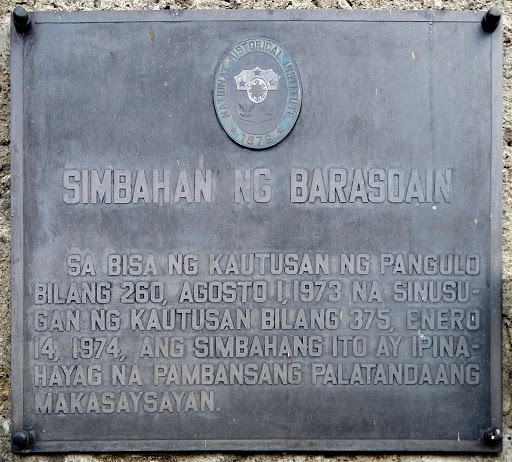 NATIONAL HISTORICAL INSTITUTE
1976
SIMBAHAN NG BARASOAIN
SA BISA NG KAUTUSAN NG PANGULO
BILANG 260, AGOSTO 1, 1973 NA SINUSU-
GAN NG KAUTUSAN BILANG 375, ENERO
14, 1974, ANG SIMBAHANG ITO AY IPINA-
HAYAG NA PAMBANSANG PALATANDAANG
MAKASAYSAYAN.